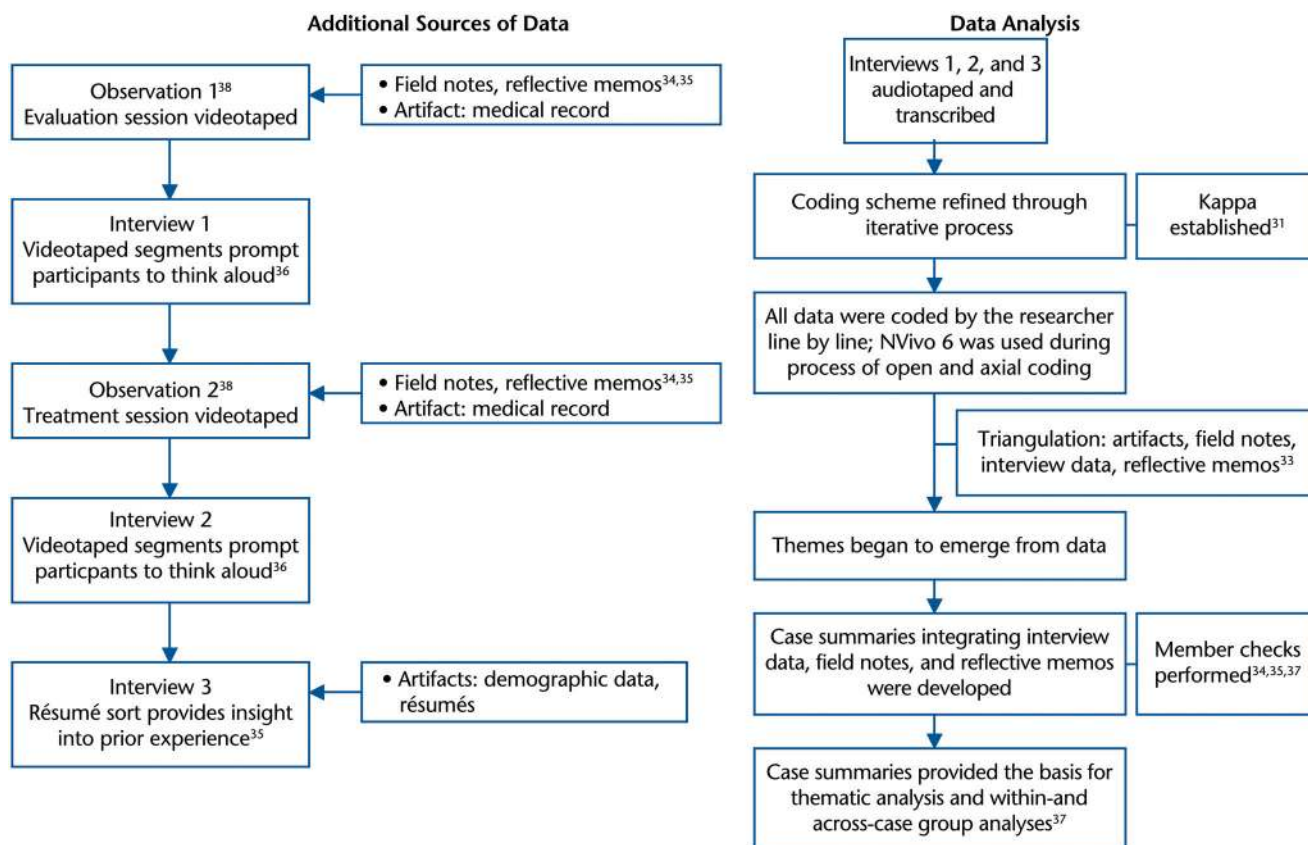 Additional Sources of Data
Observation 1³⁸
Evaluation session videotaped
• Field notes, reflective memos³⁴,³⁵
• Artifact: medical record
Interview 1
Videotaped segments prompt
participants to think aloud³⁶
Observation 2³⁸
Treatment session videotaped
• Field notes, reflective memos³⁴,³⁵
• Artifact: medical record
Interview 2
Videotaped segments prompt
particpants to think aloud³⁶
Interview 3
Résumé sort provides insight
into prior experience³⁵
• Artifacts: demographic data,
résumés
Data Analysis
Interviews 1, 2, and 3
audiotaped and
transcribed
Coding scheme refined through
iterative process
Kappa
established³¹
All data were coded by the researcher
line by line; NVivo 6 was used during
process of open and axial coding
Triangulation: artifacts, field notes,
interview data, reflective memos³³
Themes began to emerge from data
Case summaries integrating interview
data, field notes, and reflective memos
were developed
Member checks
performed³⁴,³⁵,³⁷
Case summaries provided the basis for
thematic analysis and within-and
across-case group analyses³⁷